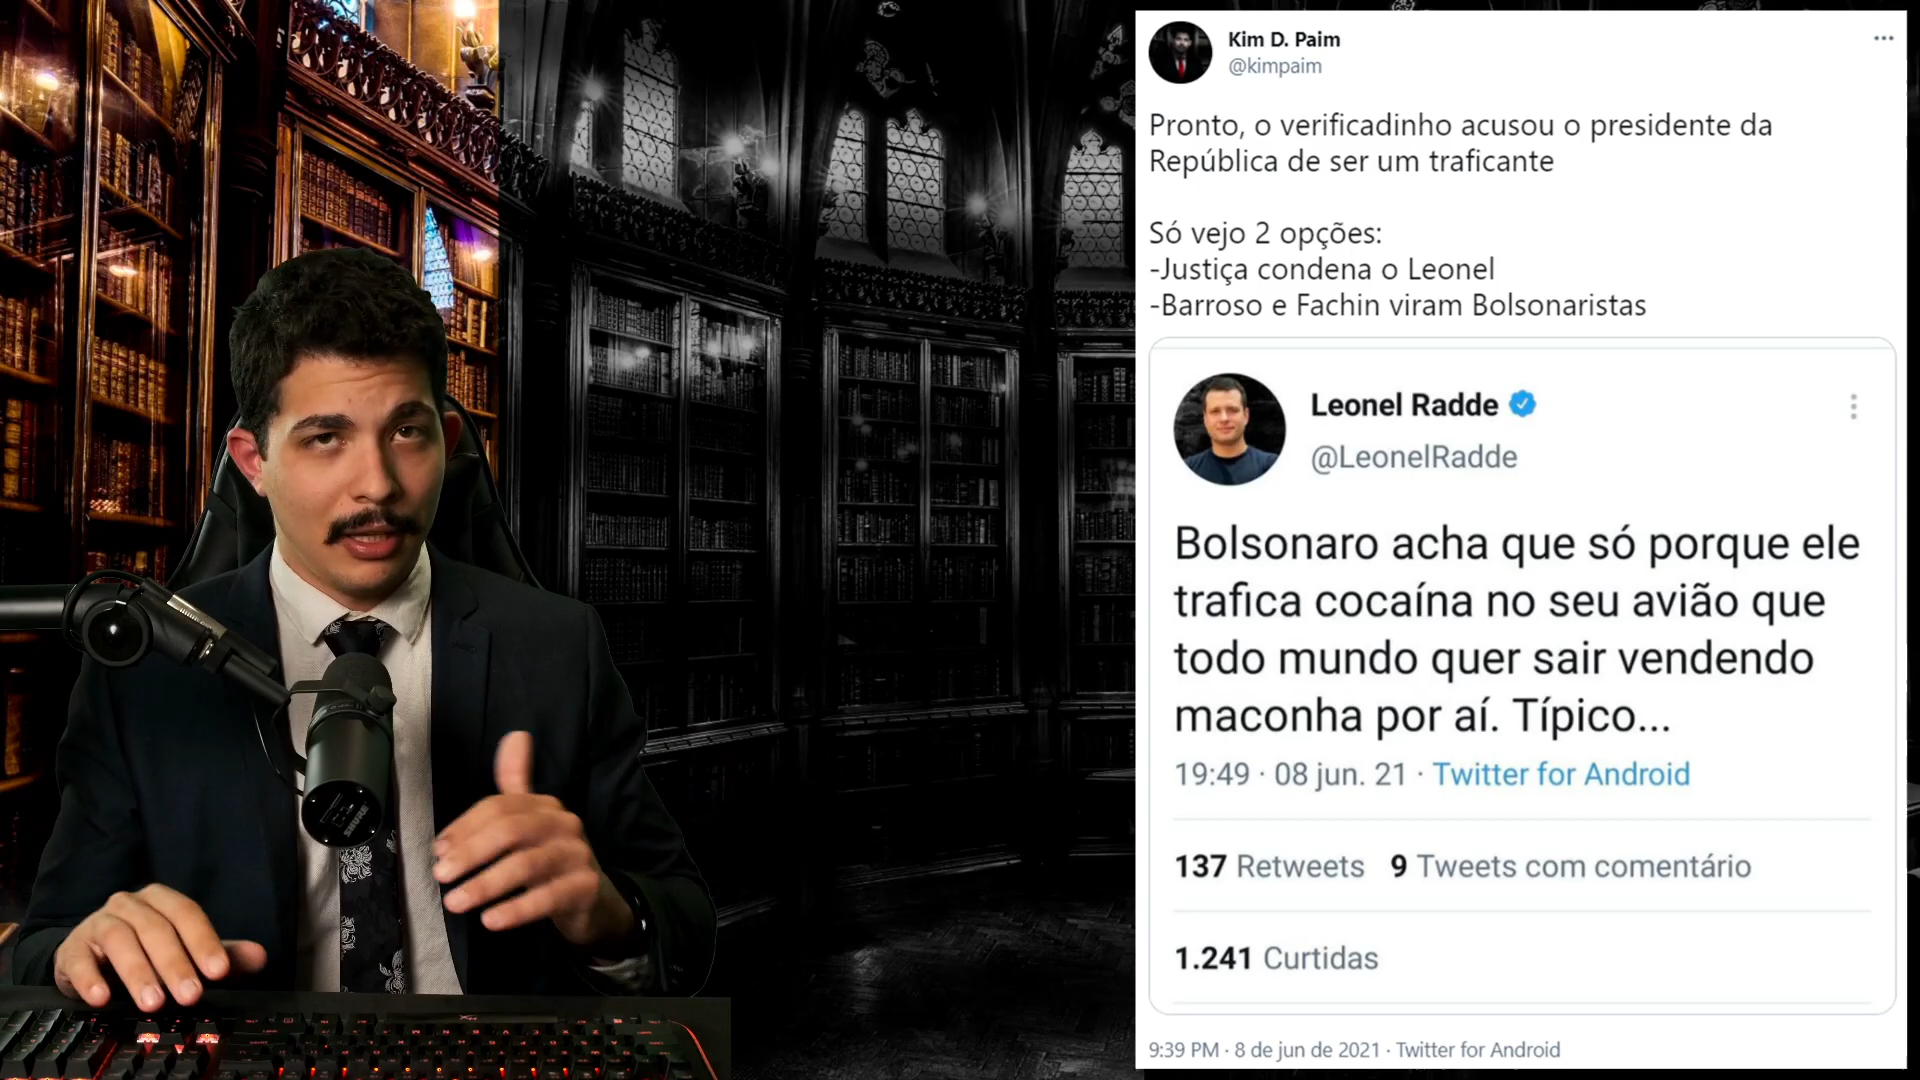 Kim D. Paim
@kimpaim
Pronto, o verificadinho acusou o presidente da
República de ser um traficante
Só vejo 2 opções:
-Justiça condena o Leonel
-Barroso e Fachin viram Bolsonaristas
Leonel Radde
@LeonelRadde
Bolsonaro acha que só porque ele
trafica cocaína no seu avião que
todo mundo quer sair vendendo
maconha por aí. Típico...
19:49 · 08 jun. 21 · Twitter for Android
137 Retweets 9 Tweets com comentário
1.241 Curtidas
9:39 PM · 8 de jun de 2021 · Twitter for Android
SHURE